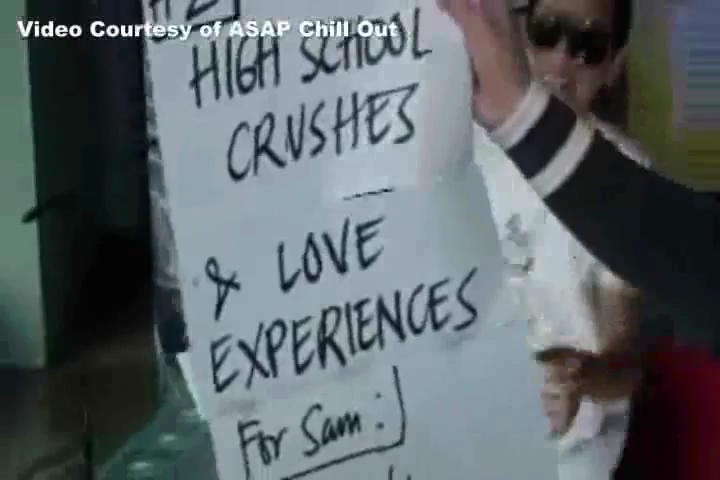 Video Courtesy of ASAP Chill Out
HIGH SCHOOL
CRUSHES
& LOVE
EXPERIENCES
For Sam: